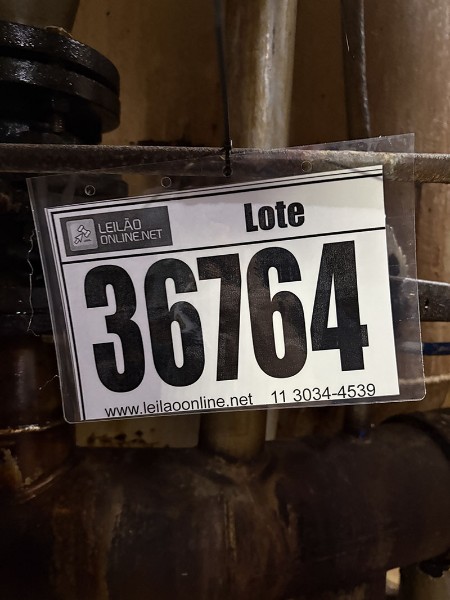 LEILÃO
ONLINE.NET
Lote
36764
www.leilaoonline.net 11 3034-4539